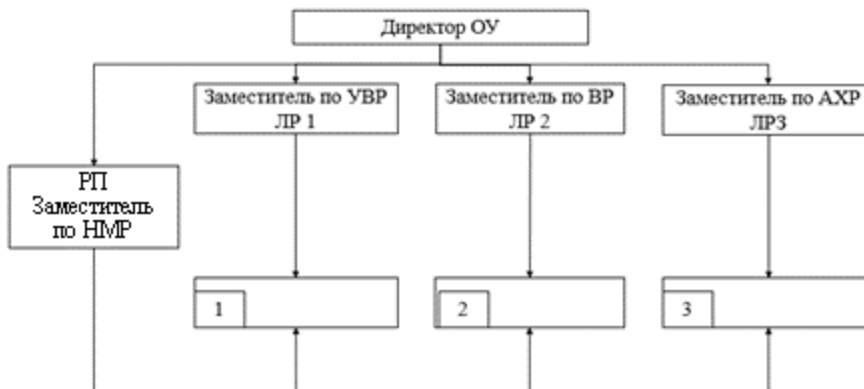 Директор ОУ
Заместитель по УВР
ЛР 1
Заместитель по ВР
ЛР 2
Заместитель по АХР
ЛР3
РП
Заместитель
по НМР
1
2
3